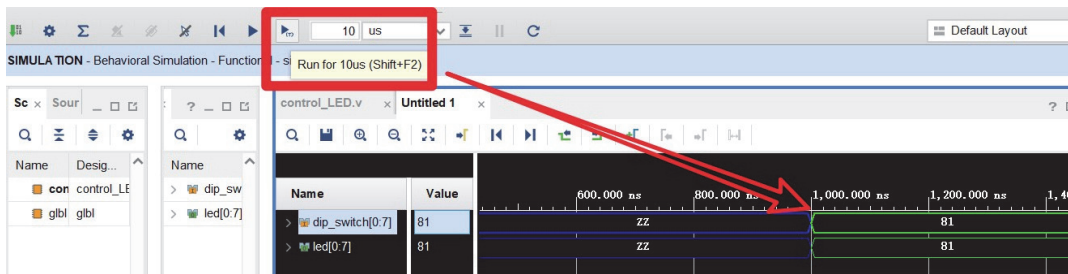 10 us
Default Layout
SIMULATION - Behavioral Simulation - Function
- si
Run for 10us (Shift+F2)
Sc
Sour
control_LED.v
Untitled 1
Name
Desig...
Name
con control_LE
dip_sw
glbl glbl
led[0:7]
Name
Value
600.000 ns
800.000 ns
1,000.000 ns
1,200.000 ns
1,4
dip_switch[0:7]
81
ZZ
81
led[0:7]
81
ZZ
81